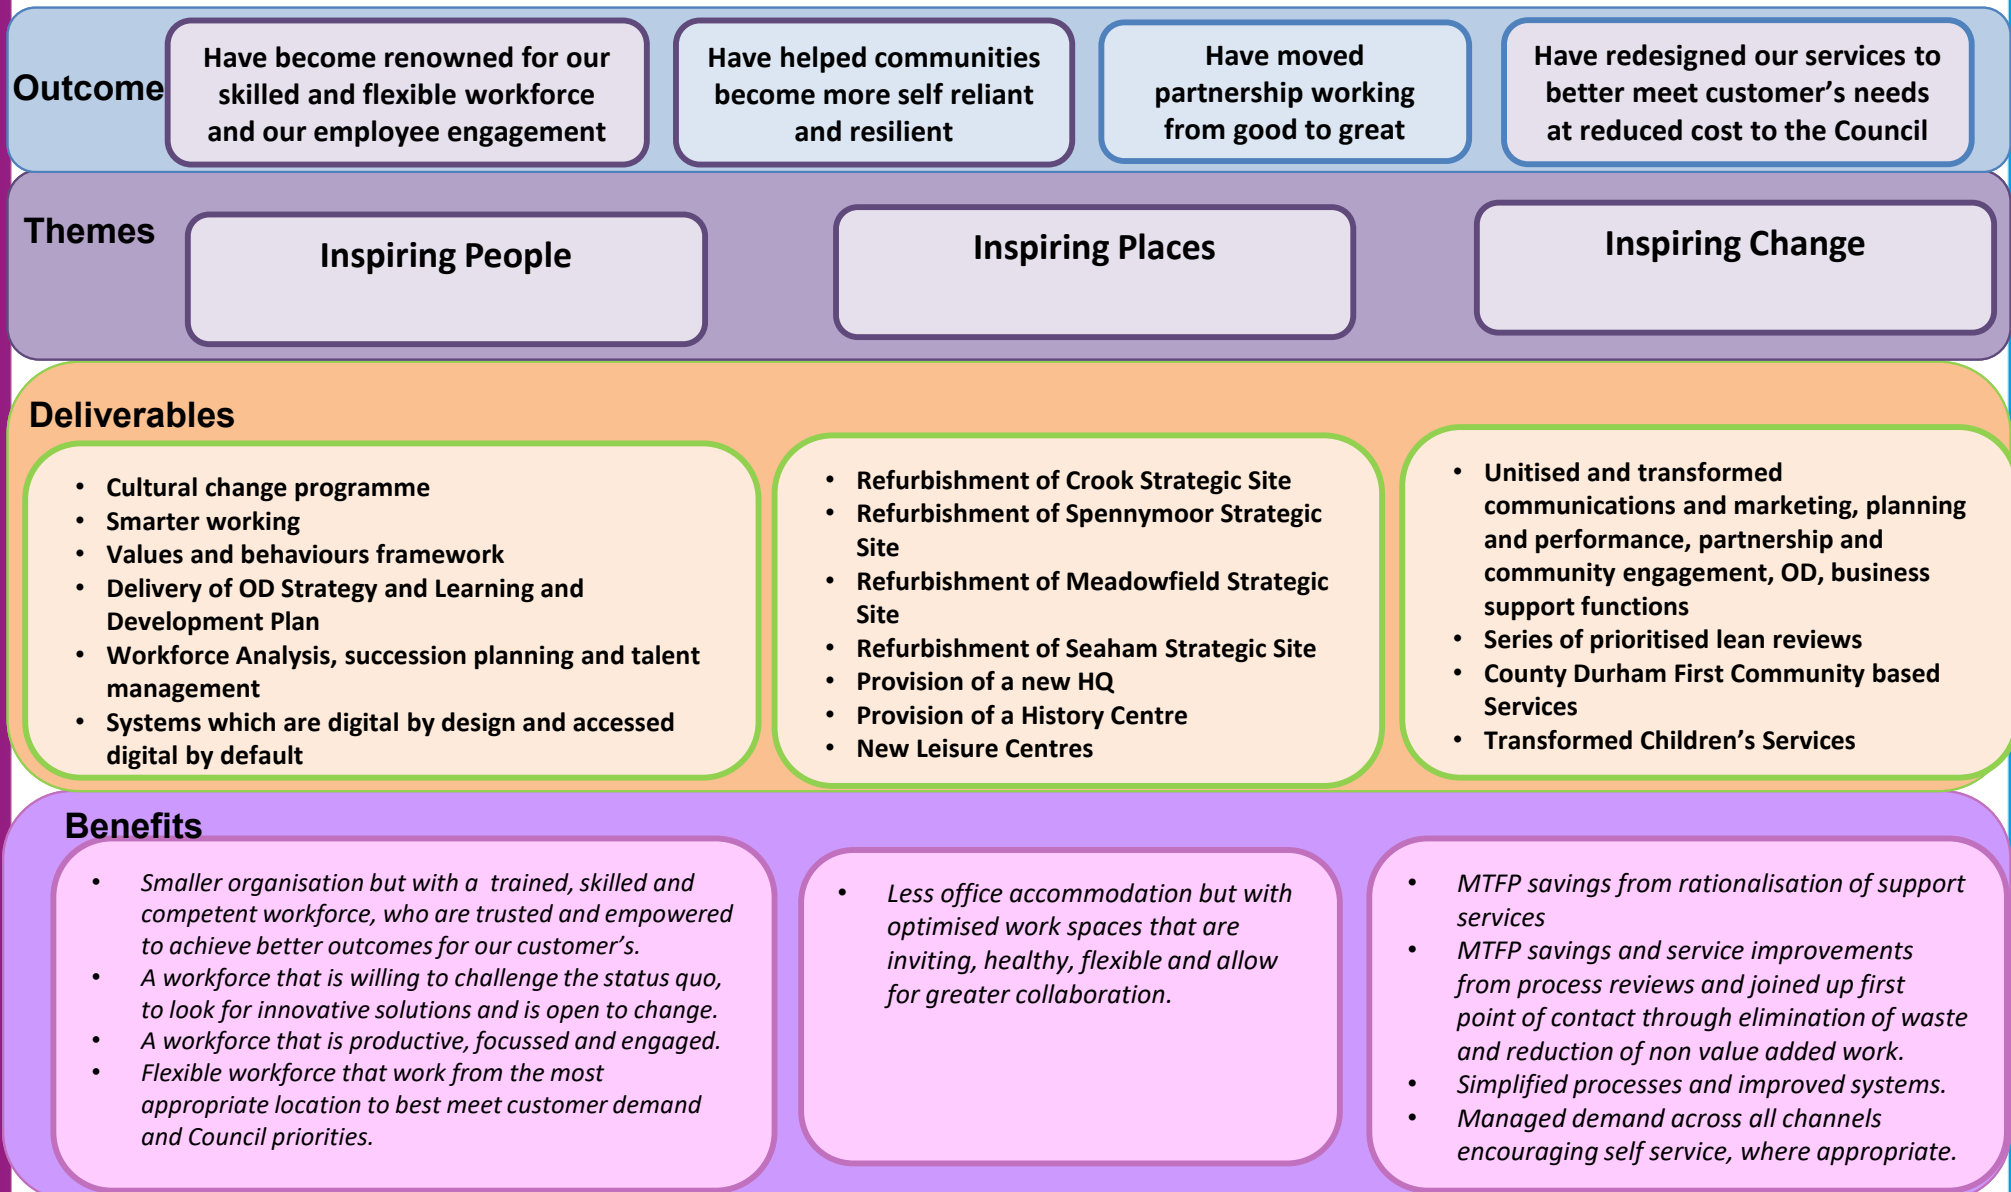 Outcome
Have become renowned for our
skilled and flexible workforce
and our employee engagement
Have helped communities
become more self reliant
and resilient
Have moved
partnership working
from good to great
Have redesigned our services to
better meet customer’s needs
at reduced cost to the Council
Themes
Inspiring People
Inspiring Places
Inspiring Change
Deliverables
• Cultural change programme
• Smarter working
• Values and behaviours framework
• Delivery of OD Strategy and Learning and
Development Plan
• Workforce Analysis, succession planning and talent
management
• Systems which are digital by design and accessed
digital by default
• Refurbishment of Crook Strategic Site
• Refurbishment of Spennymoor Strategic
Site
• Refurbishment of Meadowfield Strategic
Site
• Refurbishment of Seaham Strategic Site
• Provision of a new HQ
• Provision of a History Centre
• New Leisure Centres
• Unitised and transformed
communications and marketing, planning
and performance, partnership and
community engagement, OD, business
support functions
• Series of prioritised lean reviews
• County Durham First Community based
Services
• Transformed Children’s Services
Benefits
• Smaller organisation but with a trained, skilled and
competent workforce, who are trusted and empowered
to achieve better outcomes for our customer’s.
• A workforce that is willing to challenge the status quo,
to look for innovative solutions and is open to change.
• A workforce that is productive, focussed and engaged.
• Flexible workforce that work from the most
appropriate location to best meet customer demand
and Council priorities.
• Less office accommodation but with
optimised work spaces that are
inviting, healthy, flexible and allow
for greater collaboration.
• MTFP savings from rationalisation of support
services
• MTFP savings and service improvements
from process reviews and joined up first
point of contact through elimination of waste
and reduction of non value added work.
• Simplified processes and improved systems.
• Managed demand across all channels
encouraging self service, where appropriate.